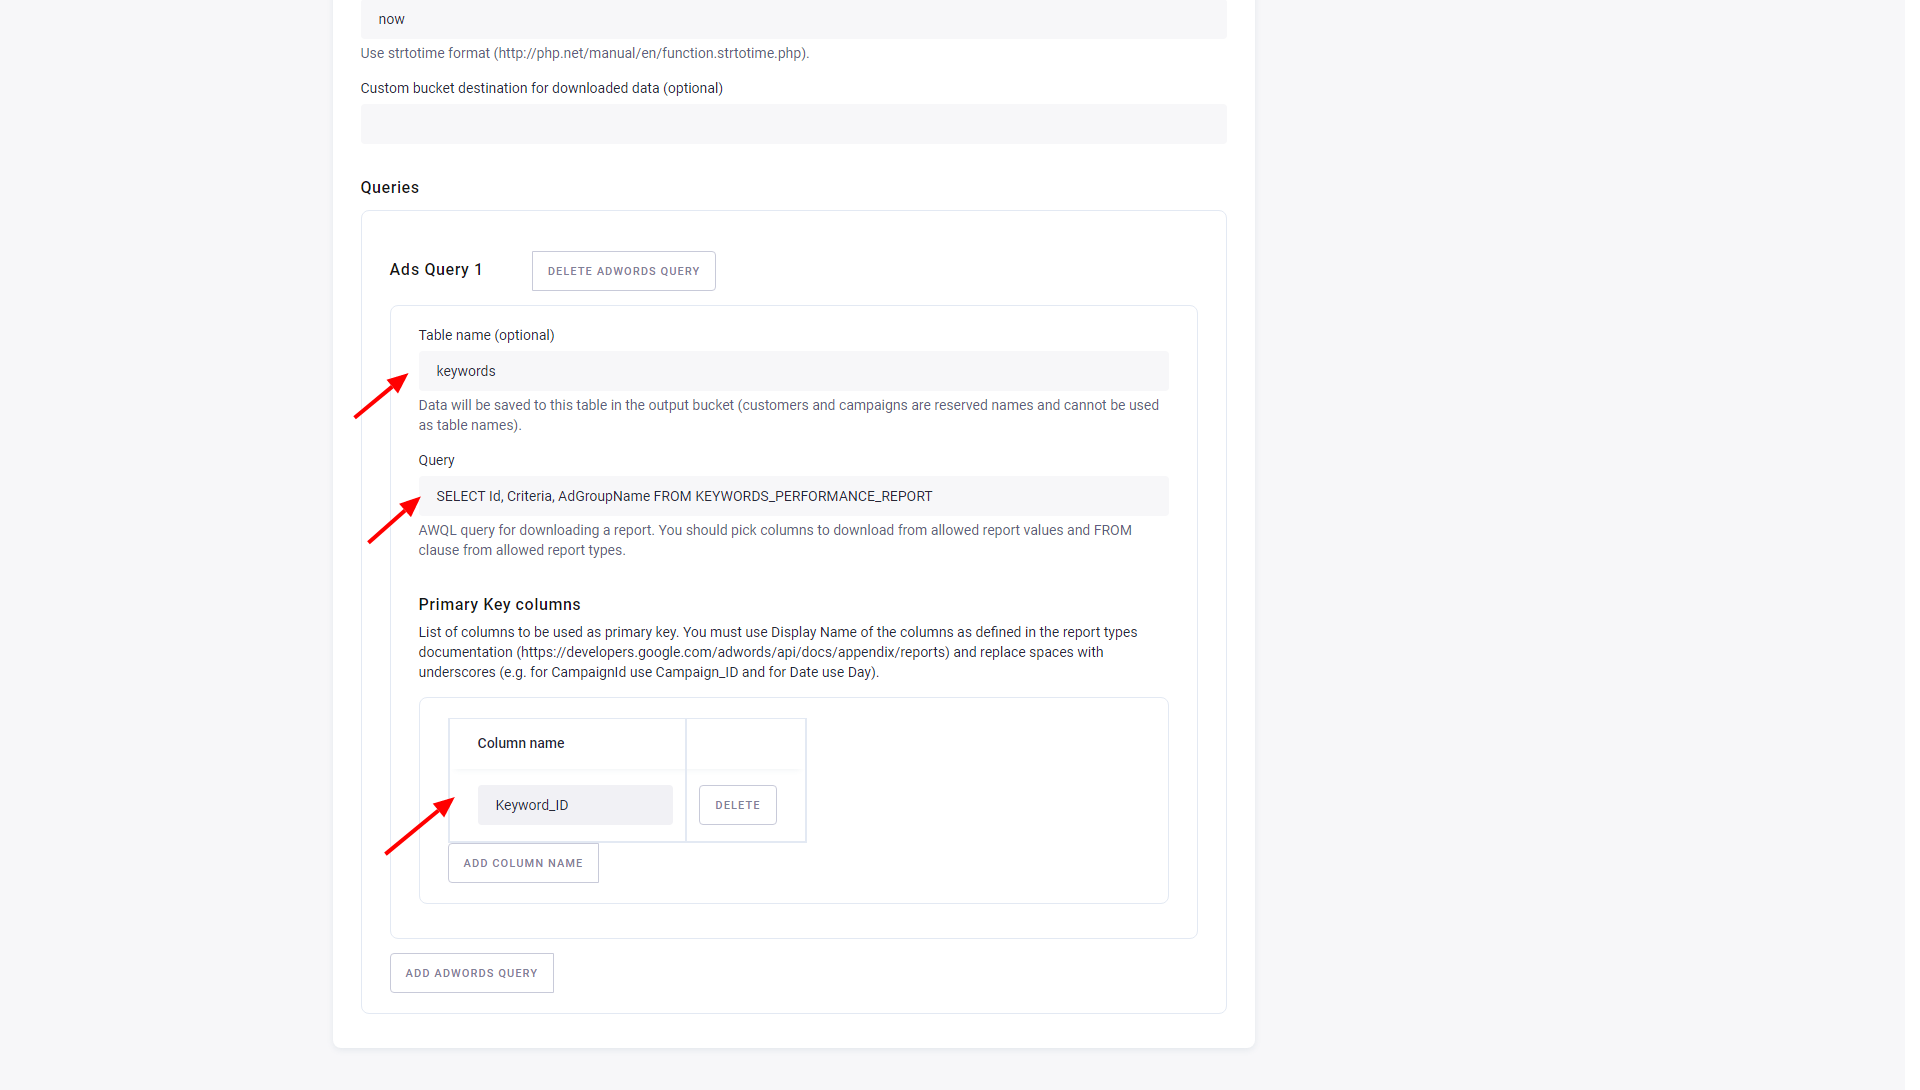 now
Use strtotime format (http://php.net/manual/en/function.strtotime.php).
Custom bucket destination for downloaded data (optional)
Queries
Ads Query 1
DELETE ADWORDS QUERY
Table name (optional)
keywords
Data will be saved to this table in the output bucket (customers and campaigns are reserved names and cannot be used
as table names).
Query
SELECT Id, Criteria, AdGroupName FROM KEYWORDS_PERFORMANCE_REPORT
AWQL query for downloading a report. You should pick columns to download from allowed report values and FROM
clause from allowed report types.
Primary Key columns
List of columns to be used as primary key. You must use Display Name of the columns as defined in the report types
documentation (https://developers.google.com/adwords/api/docs/appendix/reports) and replace spaces with
underscores (e.g. for CampaignId use Campaign_ID and for Date use Day).
Column name
Keyword_ID
DELETE
ADD COLUMN NAME
ADD ADWORDS QUERY